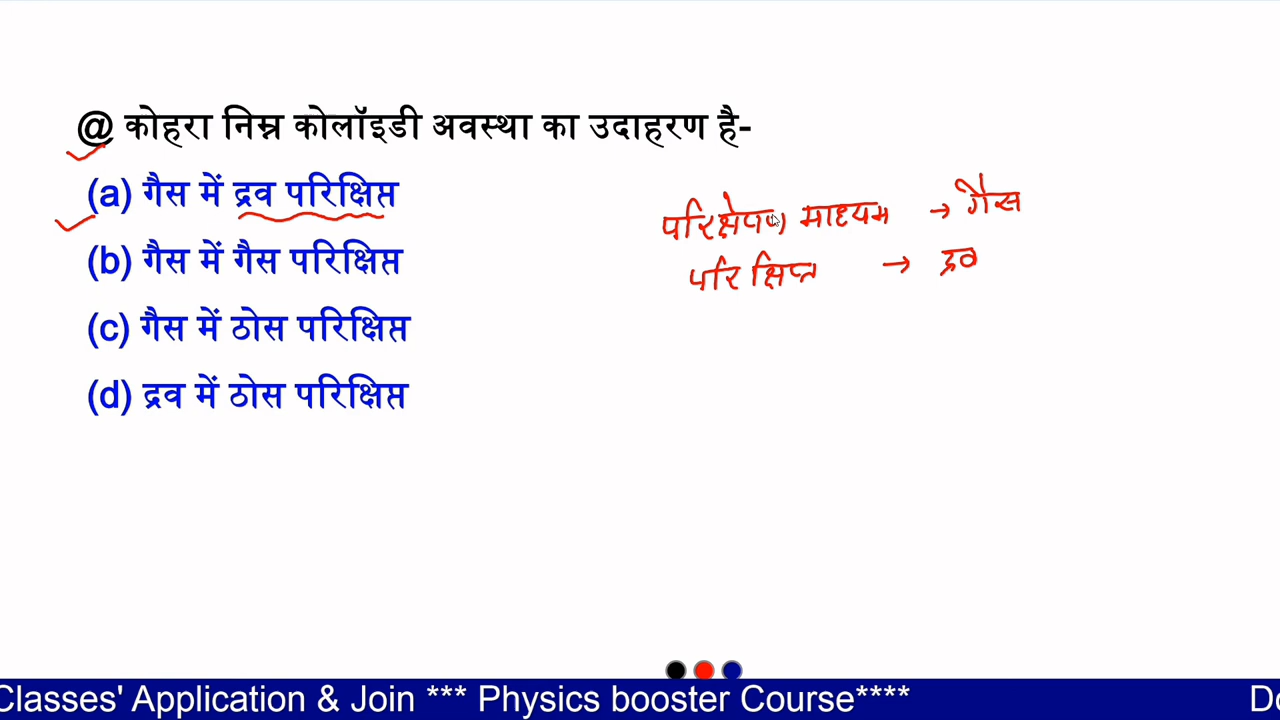 @ कोहरा निम्न कोलॉइडी अवस्था का उदाहरण है-
(a) गैस में द्रव परिक्षिप्त
(b) गैस में गैस परिक्षिप्त
(c) गैस में ठोस परिक्षिप्त
(d) द्रव में ठोस परिक्षिप्त
परिक्षेपण माध्यम → गैस
परिक्षिप्त → द्रव
Classes' Application & Join *** Physics booster Course**** Do